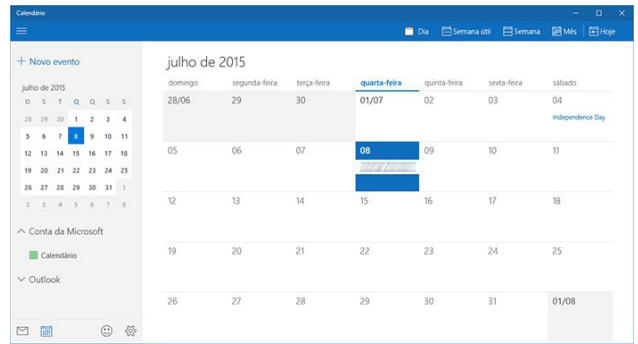 Calendário
Dia Semana útil Semana Mês Hoje
+ Novo evento
julho de 2015
D S T Q Q S S
28 29 30 1 2 3 4
5 6 7 8 9 10 11
12 13 14 15 16 17 18
19 20 21 22 23 24 25
26 27 28 29 30 31 1
2 3 4 5 6 7 8
Conta da Microsoft
Calendário
Outlook
julho de 2015
domingo segunda-feira terça-feira quarta-feira quinta-feira sexta-feira sábado
28/06 29 30 01/07 02 03 04
Independence Day
05 06 07 08 09 10 11
12 13 14 15 16 17 18
19 20 21 22 23 24 25
26 27 28 29 30 31 01/08